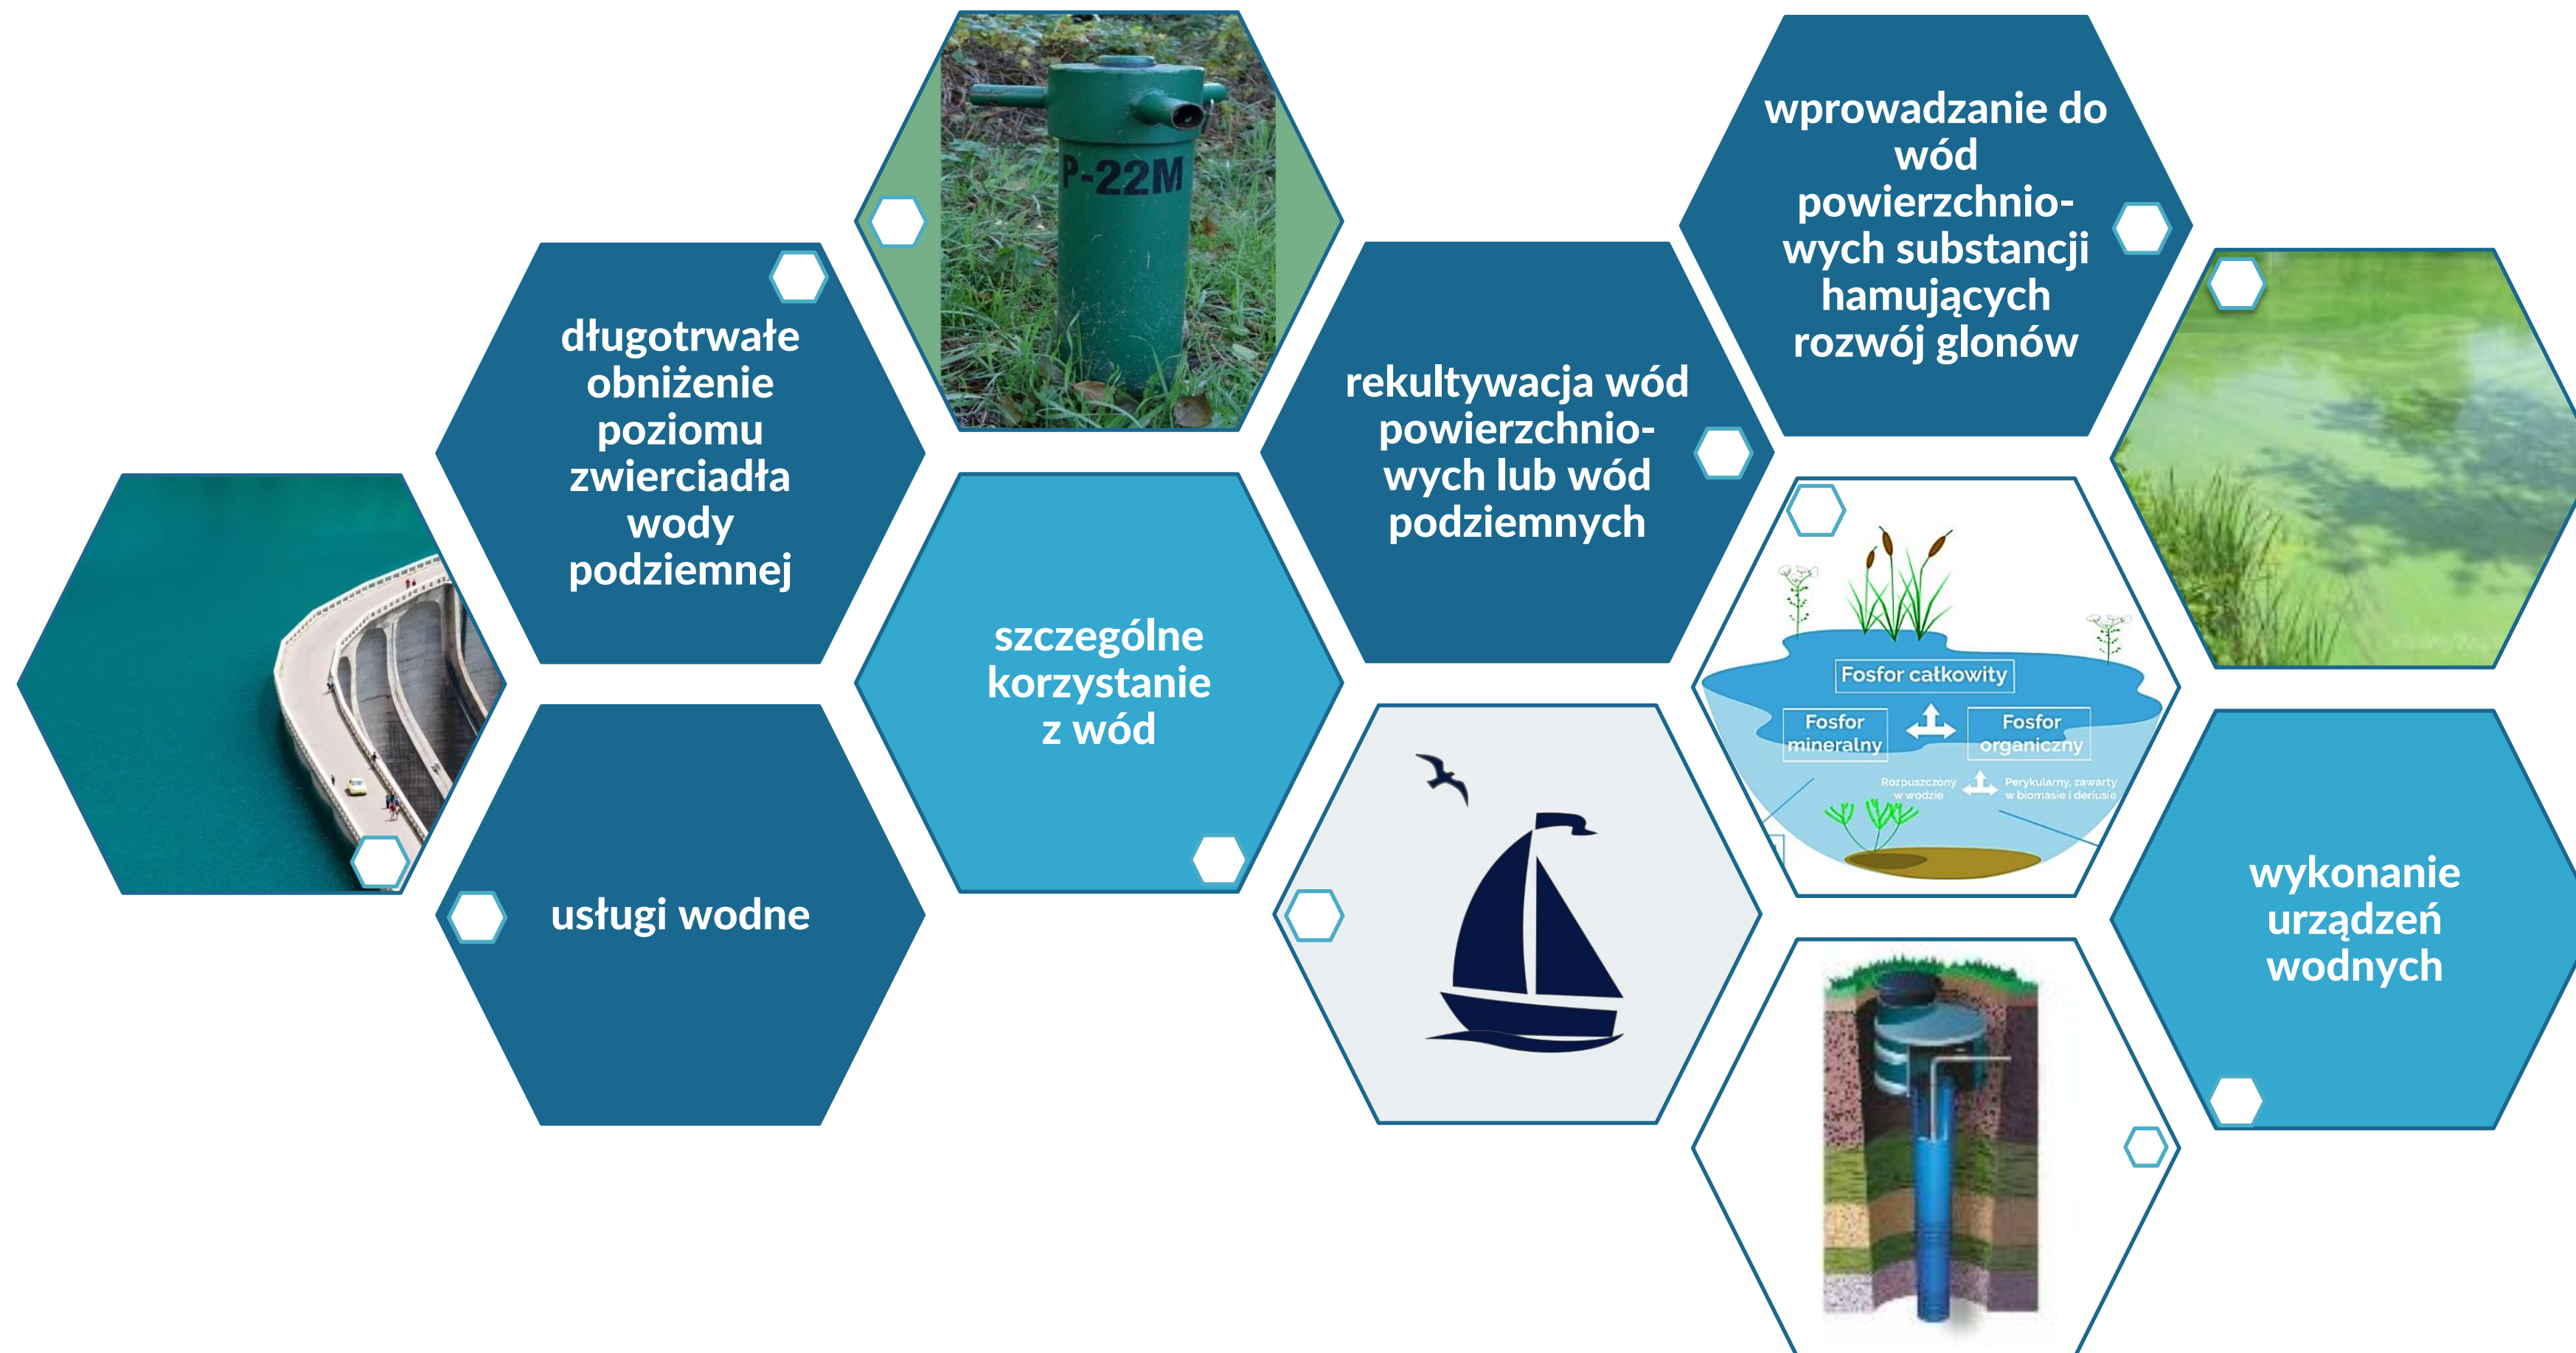 P-22M
długotrwałe
obniżenie
poziomu
zwierciadła
wody
podziemnej
usługi wodne
szczególne
korzystanie
z wód
rekultywacja wód
powierzchnio-
wych lub wód
podziemnych
wprowadzanie do
wód
powierzchnio-
wych substancji
hamujących
rozwój glonów
Fosfor całkowity
Fosfor
mineralny
Fosfor
organiczny
Rozpuszczony
w wodzie
Perykularny, zawarty
w biomasie i deriusie
wykonanie
urządzeń
wodnych